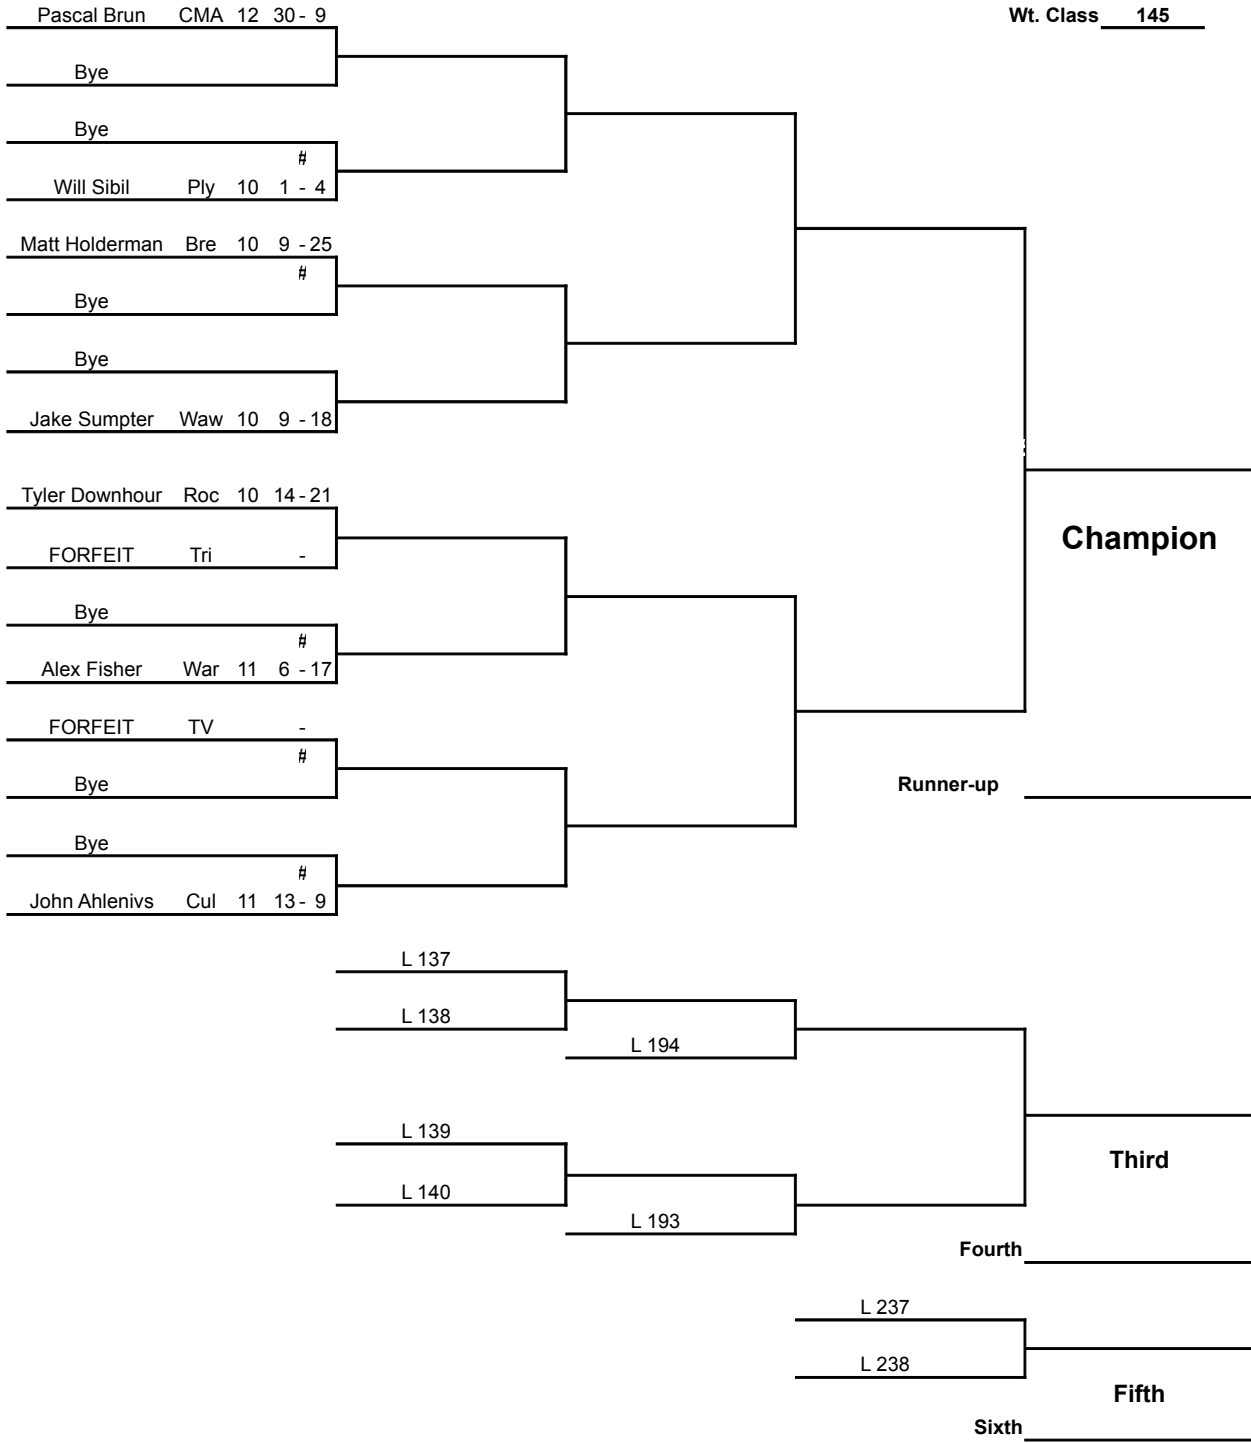 Pascal Brun CMA 12 30 - 9
Wt. Class 145
Bye
Bye
#
Will Sibil Ply 10 1 - 4
Matt Holderman Bre 10 9 - 25
#
Bye
Bye
Jake Sumpter Waw 10 9 - 18
Tyler Downhour Roc 10 14 - 21
Champion
FORFEIT Tri -
Bye
#
Alex Fisher War 11 6 - 17
FORFEIT TV -
#
Bye
Runner-up
Bye
#
John Ahlenivs Cul 11 13 - 9
L 137
L 138
L 194
L 139
Third
L 140
L 193
Fourth
L 237
L 238
Fifth
Sixth